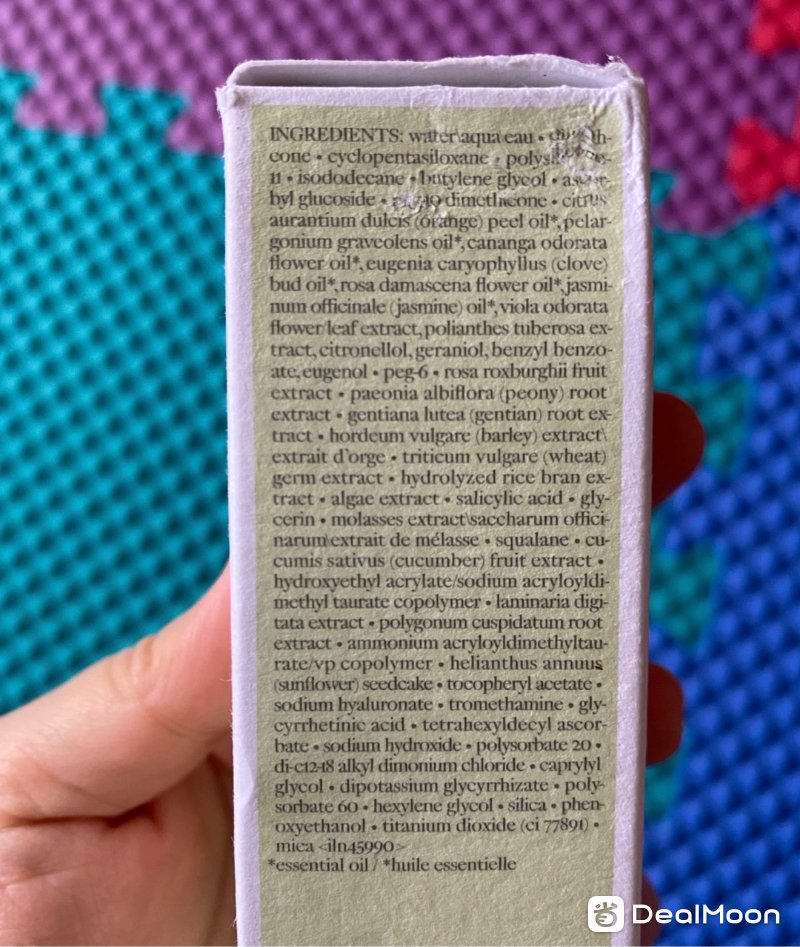 INGREDIENTS: water\aqua\eau •
cone • cyclopentasiloxane •
11 • isododecane • butylene glycol •
byl glucoside • dimethicone • citrus
aurantium dulcis (orange) peel oil*, pelar-
gonium graveolens oil*, cananga odorata
flower oil*, eugenia caryophyllus (clove)
bud oil*, rosa damascena flower oil*, jasmi-
num officinale (jasmine) oil*, viola odorata
flower/leaf extract, polianthes tuberosa ex-
tract, citronellol, geraniol, benzyl benzo-
ate, eugenol • peg-6 • rosa roxburghii fruit
extract • paeonia albiflora (peony) root
extract • gentiana lutea (gentian) root ex-
tract • hordeum vulgare (barley) extract\
extrait d'orge • triticum vulgare (wheat)
germ extract • hydrolyzed rice bran ex-
tract • algae extract • salicylic acid • gly-
cerin • molasses extract\saccharum offici-
narum\extrait de mélasse • squalane • cu-
cumis sativus (cucumber) fruit extract •
hydroxyethyl acrylate/sodium acryloyldi-
methyl taurate copolymer • laminaria digi-
tata extract • polygonum cuspidatum root
extract • ammonium acryloyldimethyltau-
rate/vp copolymer • helianthus annuus
(sunflower) seedcake • tocopheryl acetate •
sodium hyaluronate • tromethamine • gly-
cyrrhetinic acid • tetrahexyldecyl ascor-
bate • sodium hydroxide • polysorbate 20 •
di-c12-18 alkyl dimonium chloride • caprylyl
glycol • dipotassium glycyrrhizate • poly-
sorbate 60 • hexylene glycol • silica • phen-
oxyethanol • titanium dioxide (ci 77891) •
mica <iln45990>
*essential oil / *huile essentielle
省 DealMoon